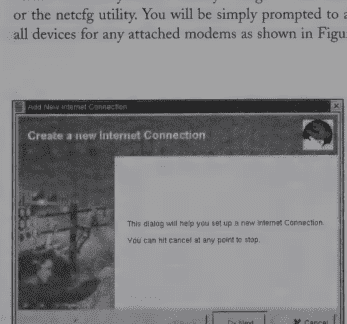 or the netcfg utility. You will be simply prompted to
all devices for any attached modems as shown in
Add New Internet Connection
Create a new Internet Connection
This dialog will help you set up a new Internet Connection.
You can hit cancel at any point to stop.
Cancel